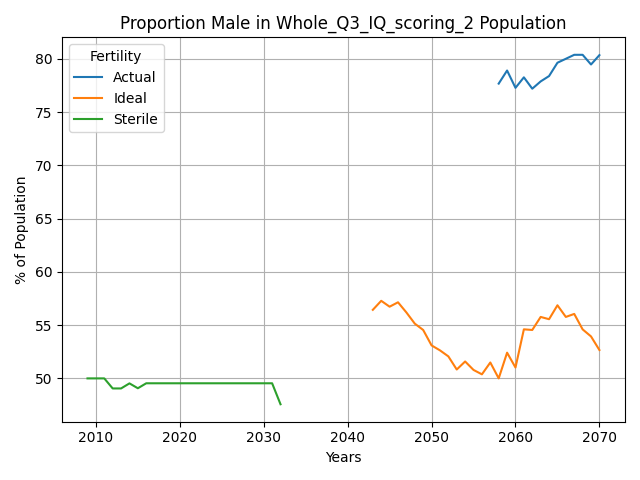 Proportion Male in Whole_Q3_IQ_scoring_2 Population
Fertility
Actual
Ideal
Sterile
% of Population
80
75
70
65
60
55
50
2010 2020 2030 2040 2050 2060 2070
Years